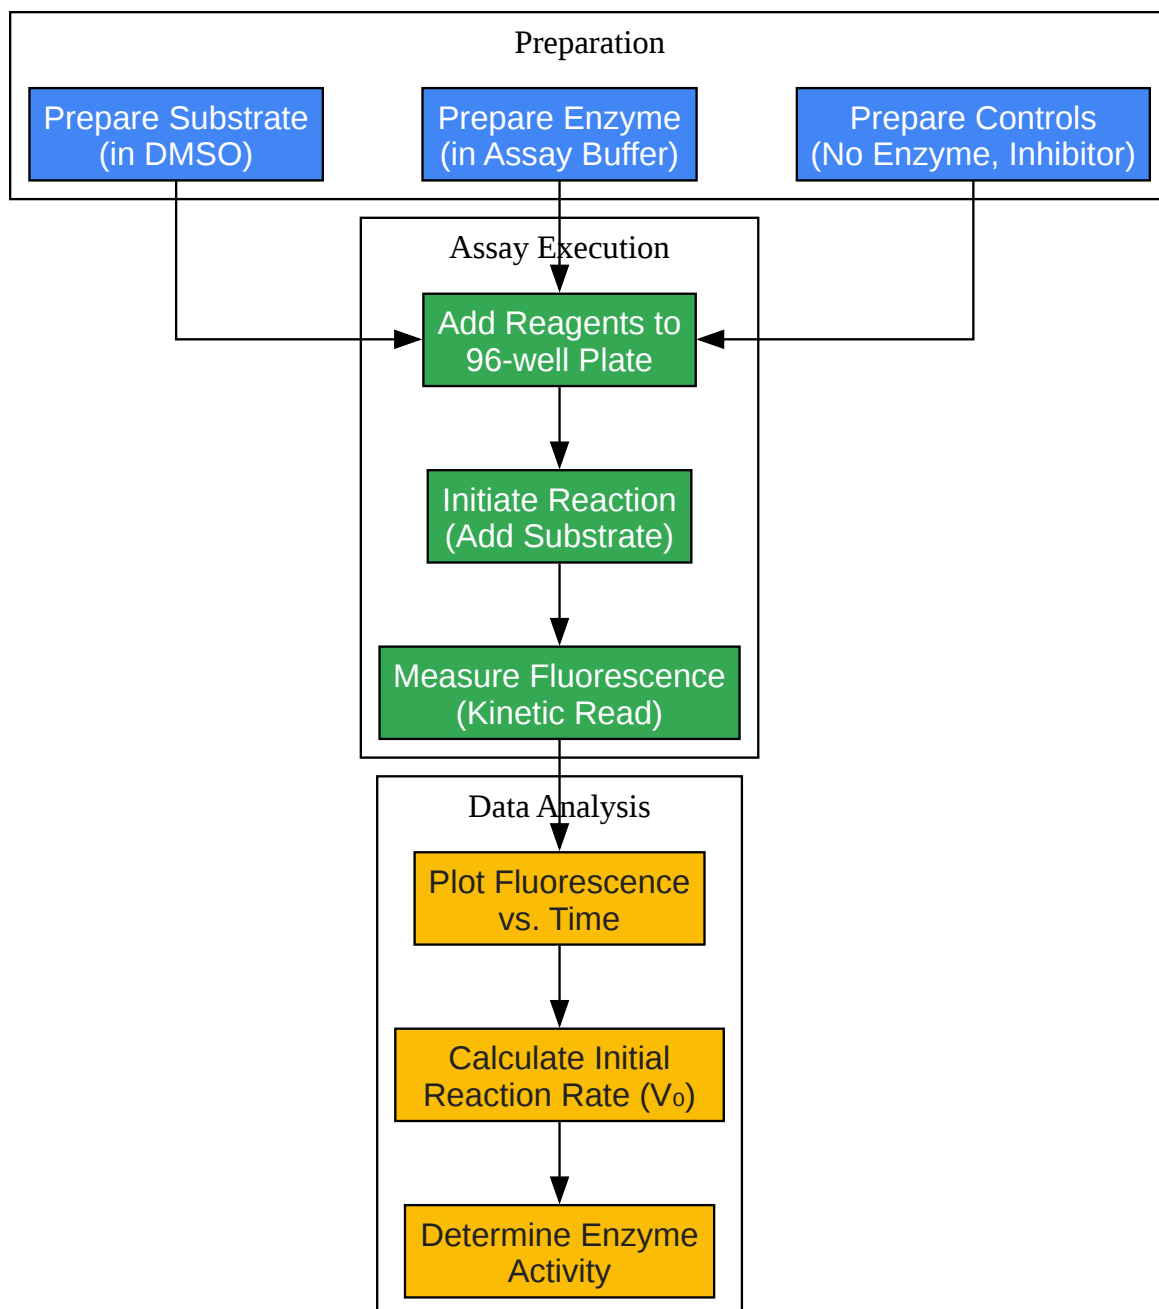 Preparation
Prepare Substrate
(in DMSO)
Prepare Enzyme
(in Assay Buffer)
Prepare Controls
(No Enzyme, Inhibitor)
Assay Execution
Add Reagents to
96-well Plate
Initiate Reaction
(Add Substrate)
Measure Fluorescence
(Kinetic Read)
Data Analysis
Plot Fluorescence
vs. Time
Calculate Initial
Reaction Rate (V₀)
Determine Enzyme
Activity